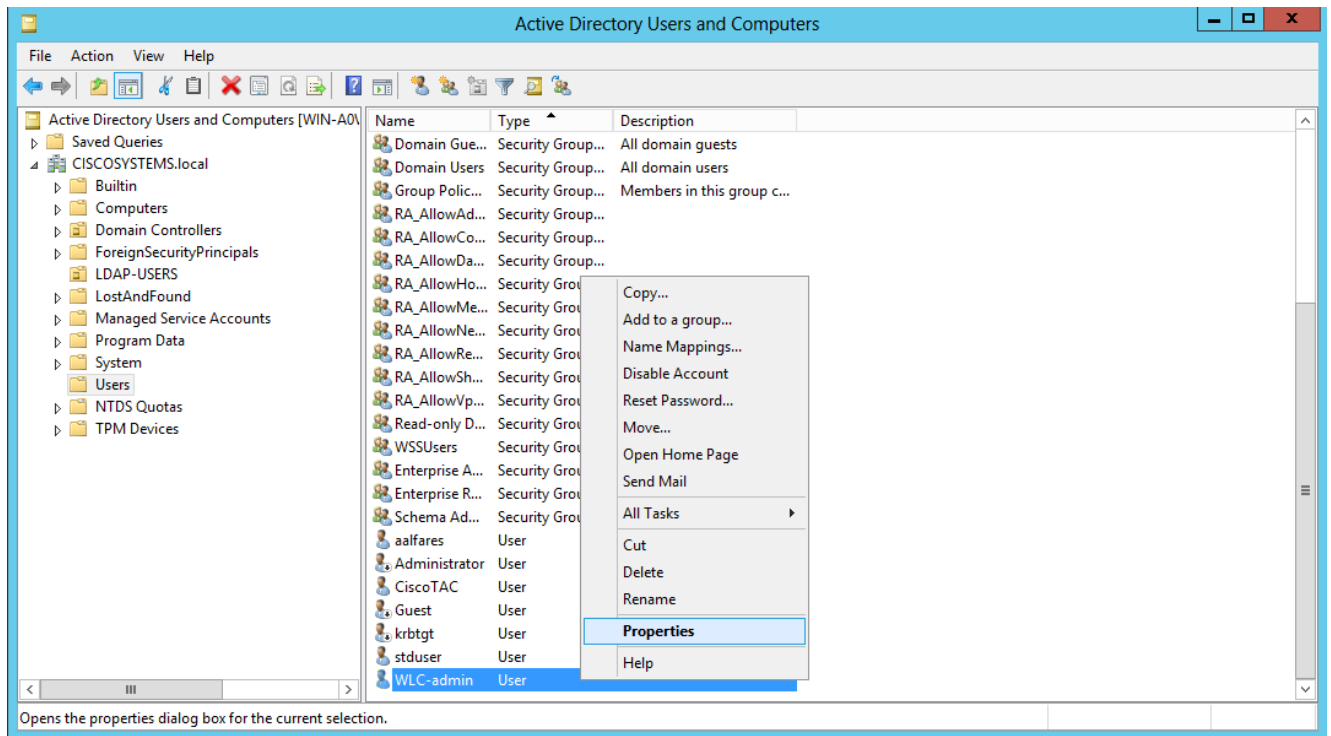 Active Directory Users and Computers
x
File Action View Help
Active Directory Users and Computers [WIN-A0\
Saved Queries
CISCOSYSTEMS.local
Builtin
Computers
Domain Controllers
ForeignSecurityPrincipals
LDAP-USERS
LostAndFound
Managed Service Accounts
Program Data
System
Users
NTDS Quotas
TPM Devices
Name Type Description
Domain Gue... Security Group... All domain guests
Domain Users Security Group... All domain users
Group Polic... Security Group... Members in this group c...
RA_AllowAd... Security Group...
RA_AllowCo... Security Group...
RA_AllowDa... Security Group...
RA_AllowHo... Security Grou
RA_AllowMe... Security Grou
RA_AllowNe... Security Grou
RA_AllowRe... Security Grou
RA_AllowSh... Security Grou
RA_AllowVp... Security Grou
Read-only D... Security Grou
WSSUsers Security Grou
Enterprise A... Security Grou
Enterprise R... Security Grou
Schema Ad... Security Grou
aalfares User
Administrator User
CiscoTAC User
Guest User
krbtgt User
stduser User
WLC-admin User
Copy...
Add to a group...
Name Mappings...
Disable Account
Reset Password...
Move...
Open Home Page
Send Mail
All Tasks
Cut
Delete
Rename
Properties
Help
Opens the properties dialog box for the current selection.